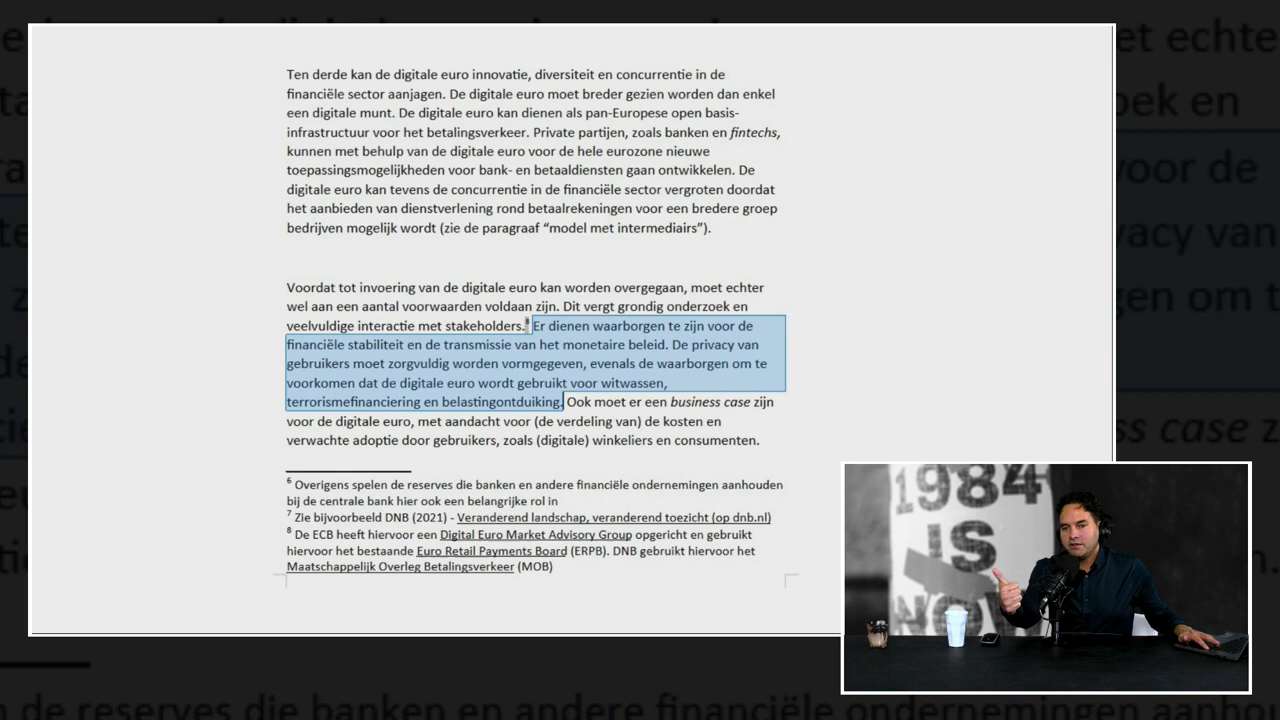 Ten derde kan de digitale euro innovatie, diversiteit en concurrentie in de
financiële sector aanjagen. De digitale euro moet breder gezien worden dan enkel
een digitale munt. De digitale euro kan dienen als pan-Europese open basis-
infrastructuur voor het betalingsverkeer. Private partijen, zoals banken en fintechs,
kunnen met behulp van de digitale euro voor de hele eurozone nieuwe
toepassingsmogelijkheden voor bank- en betaaldiensten gaan ontwikkelen. De
digitale euro kan tevens de concurrentie in de financiële sector vergroten doordat
het aanbieden van dienstverlening rond betaalrekeningen voor een bredere groep
bedrijven mogelijk wordt (zie de paragraaf “model met intermediairs”).
Voordat tot invoering van de digitale euro kan worden overgegaan, moet echter
wel aan een aantal voorwaarden voldaan zijn. Dit vergt grondig onderzoek en
veelvuldige interactie met stakeholders.8 Er dienen waarborgen te zijn voor de
financiële stabiliteit en de transmissie van het monetaire beleid. De privacy van
gebruikers moet zorgvuldig worden vormgegeven, evenals de waarborgen om te
voorkomen dat de digitale euro wordt gebruikt voor witwassen,
terrorismefinanciering en belastingontduiking. Ook moet er een business case zijn
voor de digitale euro, met aandacht voor (de verdeling van) de kosten en
verwachte adoptie door gebruikers, zoals (digitale) winkeliers en consumenten.
6 Overigens spelen de reserves die banken en andere financiële ondernemingen aanhouden
bij de centrale bank hier ook een belangrijke rol in
7 Zie bijvoorbeeld DNB (2021) - Veranderend landschap, veranderend toezicht (op dnb.nl)
8 De ECB heeft hiervoor een Digital Euro Market Advisory Group opgericht en gebruikt
hiervoor het bestaande Euro Retail Payments Board (ERPB). DNB gebruikt hiervoor het
Maatschappelijk Overleg Betalingsverkeer (MOB)
1984
IS
NOW